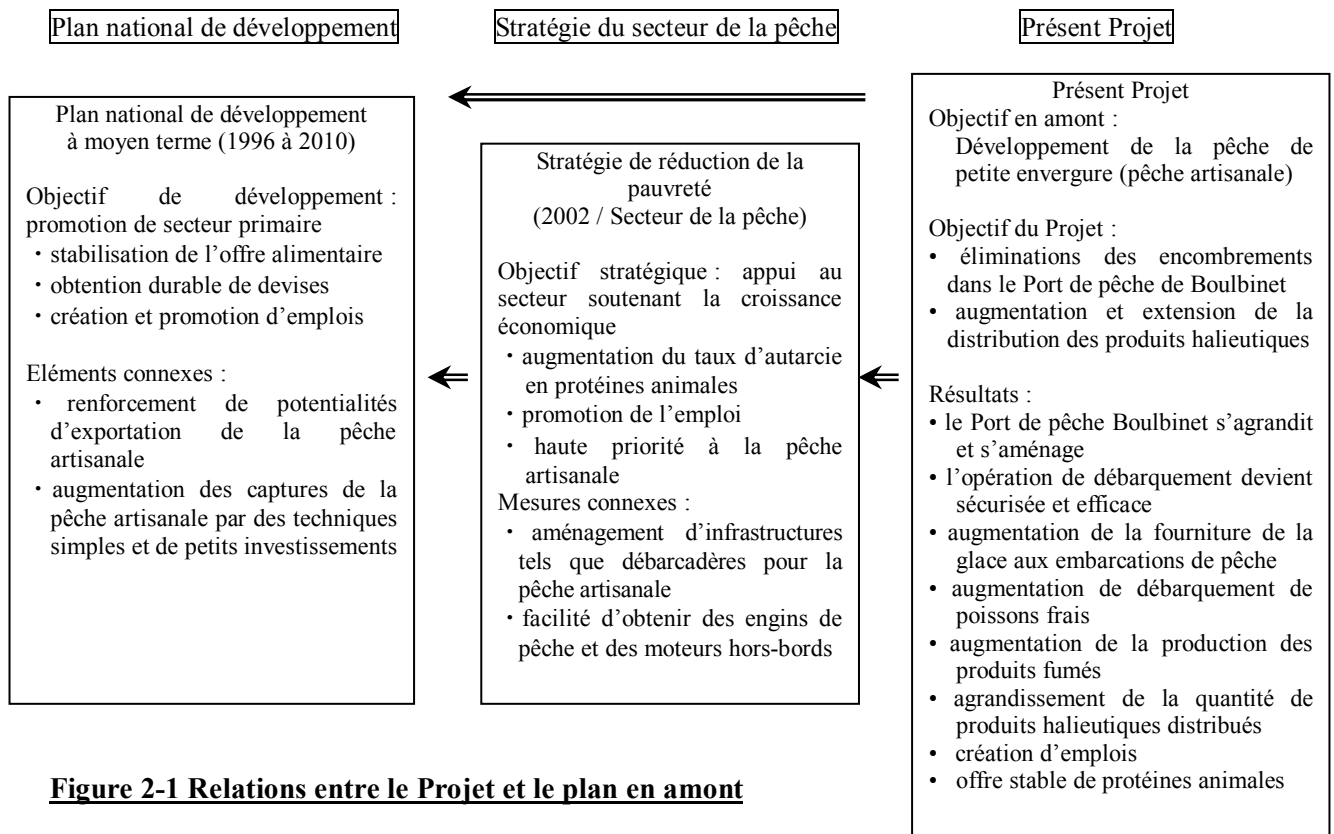 Plan national de développement
Stratégie du secteur de la pêche
Présent Projet
Plan national de développement
à moyen terme (1996 à 2010)
Objectif de développement :
promotion de secteur primaire
・stabilisation de l’offre alimentaire
・obtention durable de devises
・création et promotion d’emplois
Eléments connexes :
・renforcement de potentialités
d’exportation de la pêche
artisanale
・augmentation des captures de la
pêche artisanale par des techniques
simples et de petits investissements
Stratégie de réduction de la
pauvreté
(2002 / Secteur de la pêche)
Objectif stratégique : appui au
secteur soutenant la croissance
économique
・augmentation du taux d’autarcie
en protéines animales
・promotion de l’emploi
・haute priorité à la pêche
artisanale
Mesures connexes :
・aménagement d’infrastructures
tels que débarcadères pour la
pêche artisanale
・facilité d’obtenir des engins de
pêche et des moteurs hors-bords
Présent Projet
Objectif en amont :
Développement de la pêche de
petite envergure (pêche artisanale)
Objectif du Projet :
• éliminations des encombrements
dans le Port de pêche de Boulbinet
• augmentation et extension de la
distribution des produits halieutiques
Résultats :
• le Port de pêche Boulbinet s’agrandit
et s’aménage
• l’opération de débarquement devient
sécurisée et efficace
• augmentation de la fourniture de la
glace aux embarcations de pêche
• augmentation de débarquement de
poissons frais
• augmentation de la production des
produits fumés
• agrandissement de la quantité de
produits halieutiques distribués
• création d’emplois
• offre stable de protéines animales
Figure 2-1 Relations entre le Projet et le plan en amont